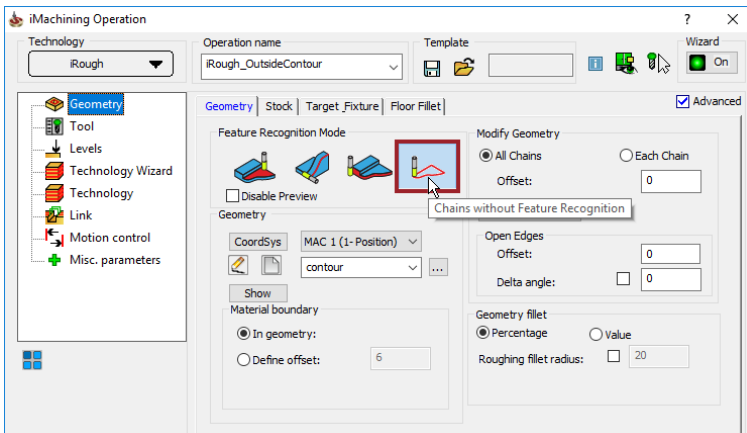 iMachining Operation
? X
Technology
iRough
Operation name
iRough_OutsideContour
Template
Wizard
On
Geometry
Tool
Levels
Technology Wizard
Technology
Link
Motion control
Misc. parameters
Geometry Stock Target_Fixture Floor Fillet
Advanced
Feature Recognition Mode
Disable Preview
Chains without Feature Recognition
Geometry
CoordSys MAC 1 (1- Position)
contour ...
Show
Material boundary
In geometry:
Define offset: 6
Modify Geometry
All Chains Each Chain
Offset: 0
Open Edges
Offset: 0
Delta angle: 0
Geometry fillet
Percentage Value
Roughing fillet radius: 20